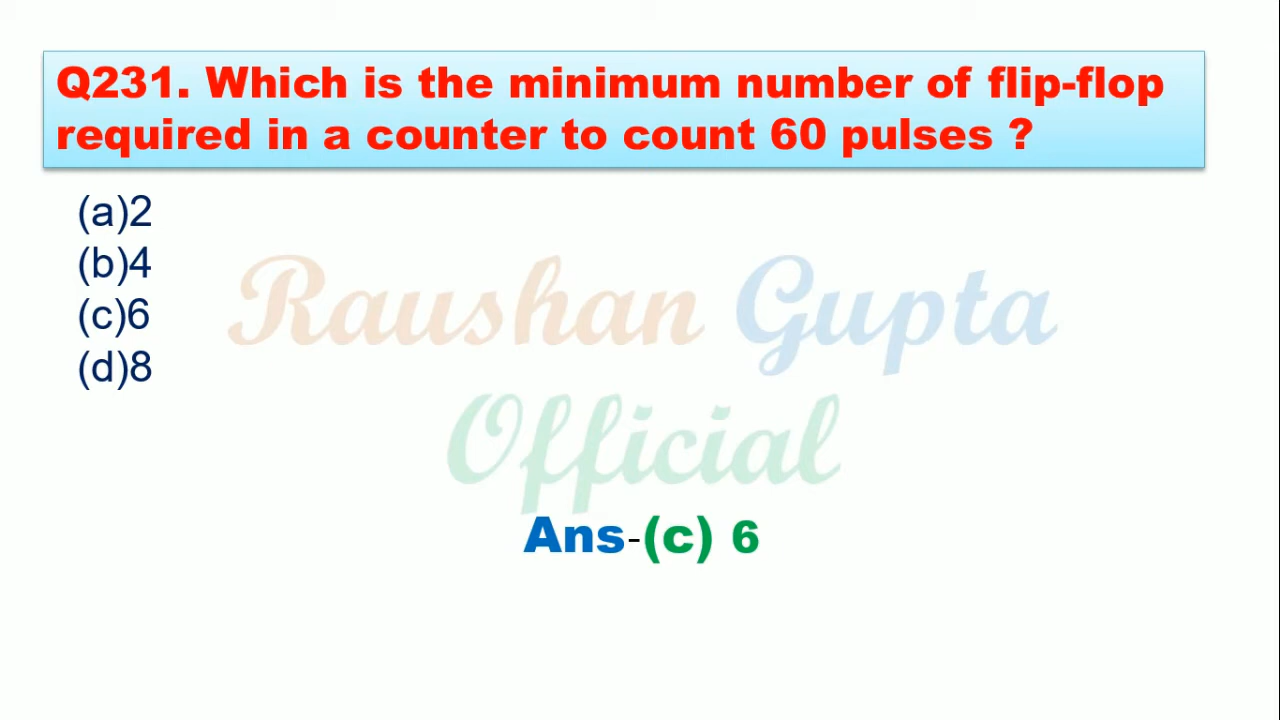 Q231. Which is the minimum number of flip-flop
required in a counter to count 60 pulses ?
(a)2
(b)4
(c)6
(d)8
Raushan Gupta
Official
Ans-(c) 6